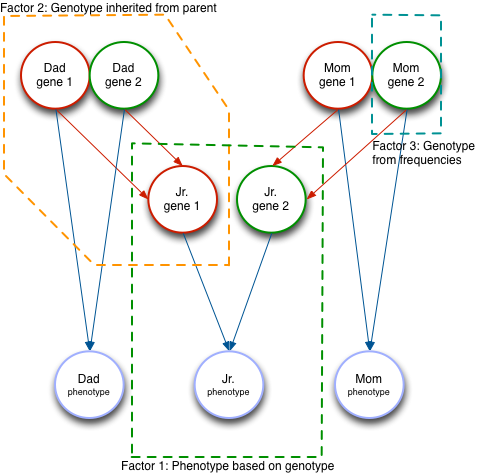 Factor 2: Genotype inherited from parent
Dad
gene 1
Dad
gene 2
Mom
gene 1
Mom
gene 2
Factor 3: Genotype
from frequencies
Jr.
gene 1
Jr.
gene 2
Dad
phenotype
Jr.
phenotype
Mom
phenotype
Factor 1: Phenotype based on genotype